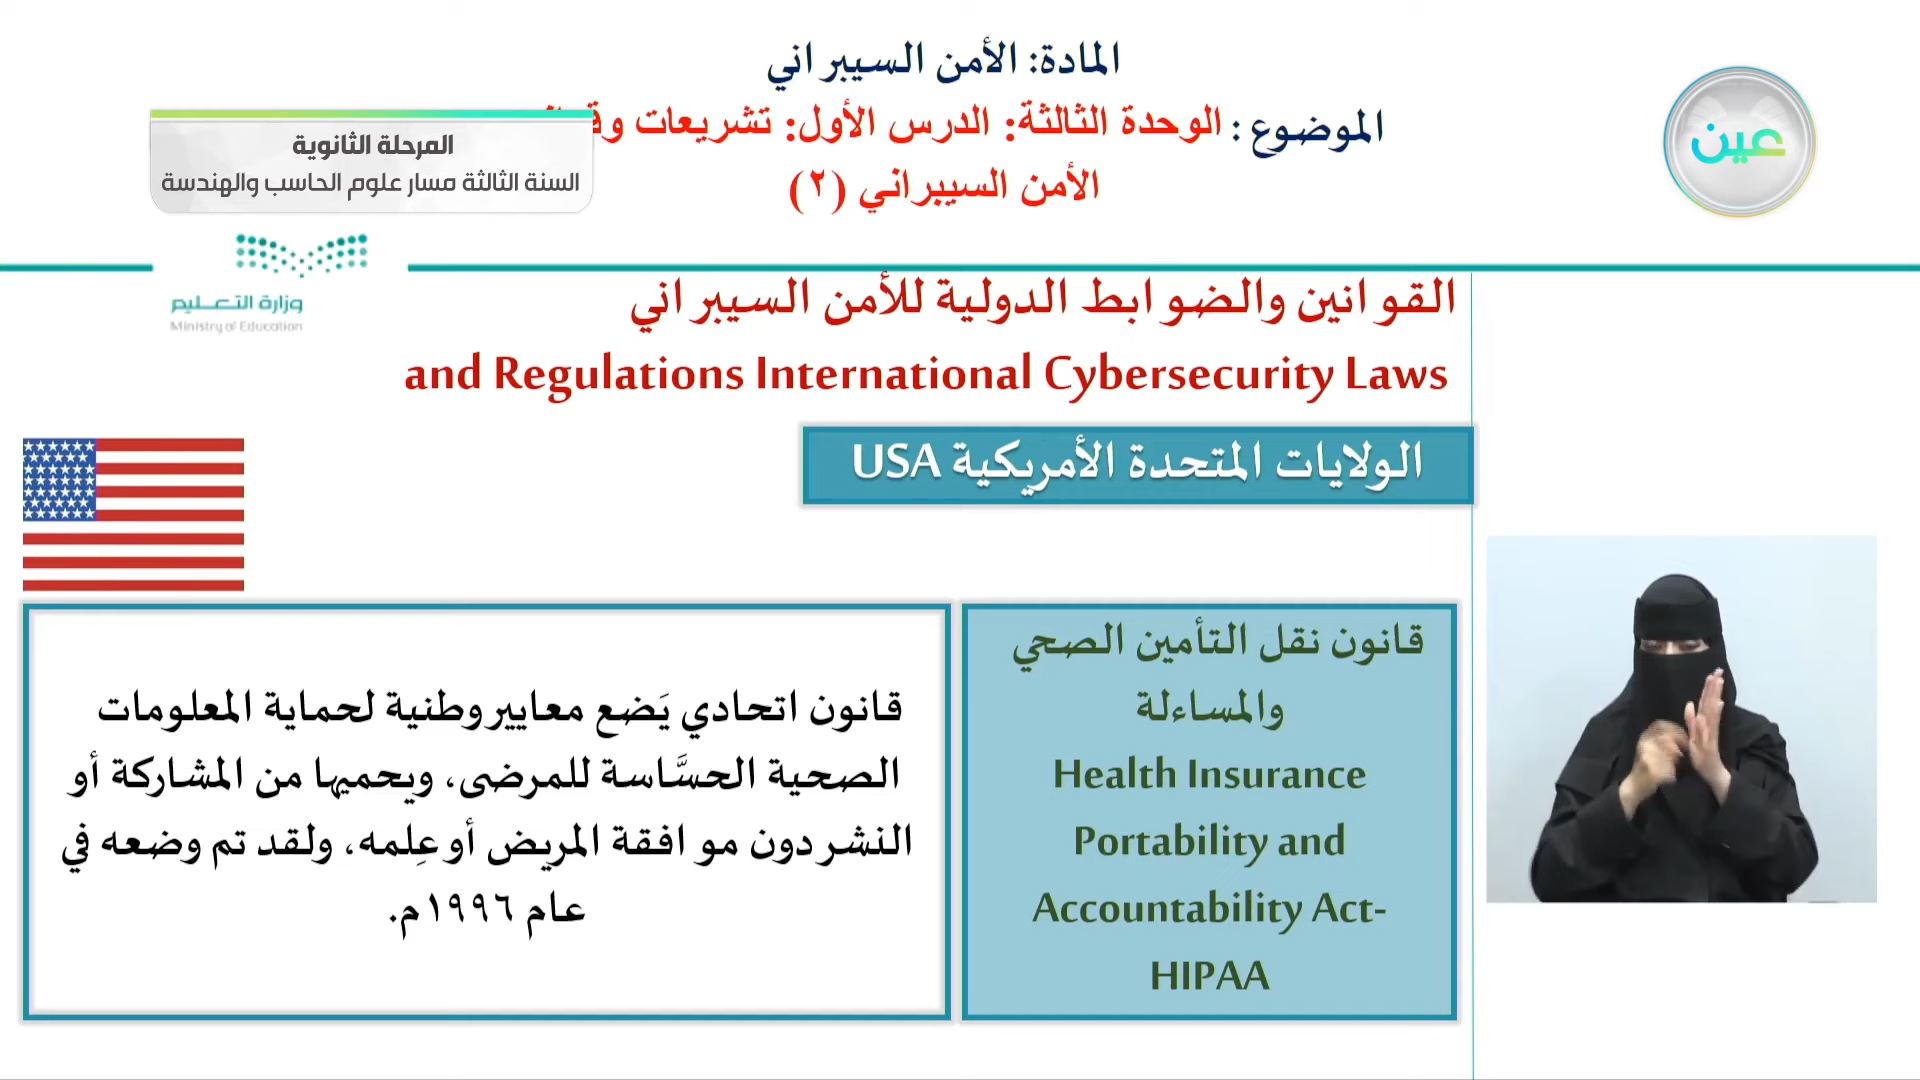 المادة: الأمن السيبراني
الموضوع: الوحدة الثالثة: الدرس الأول: تشريعات
الأمن السيبراني (٢)
المرحلة الثانوية
السنة الثالثة مسار علوم الحاسب والهندسة
عين
وزارة التعليم
Ministry of Education
القوانين والضوابط الدولية للأمن السيبراني
and Regulations International Cybersecurity Laws
الولايات المتحدة الأمريكية USA
قانون نقل التأمين الصحي
والمساءلة
Health Insurance
Portability and
Accountability Act-
HIPAA
قانون اتحادي يَضع معايير وطنية لحماية المعلومات
الصحية الحسَّاسة للمرضى، ويحميها من المشاركة أو
النشر دون موافقة المريض أو عِلمه، ولقد تم وضعه في
عام ١٩٩٦م.